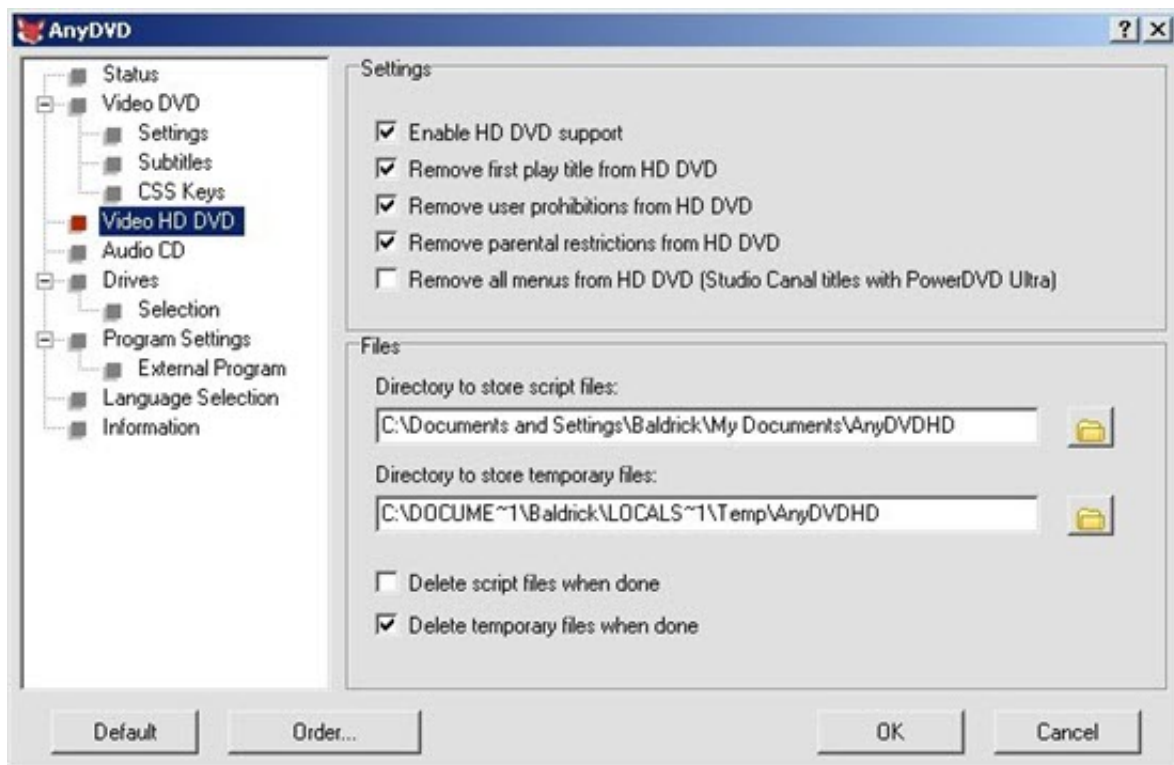 AnyDVD
Status
Video DVD
Settings
Subtitles
CSS Keys
Video HD DVD
Audio CD
Drives
Selection
Program Settings
External Program
Language Selection
Information
Settings
Enable HD DVD support
Remove first play title from HD DVD
Remove user prohibitions from HD DVD
Remove parental restrictions from HD DVD
Remove all menus from HD DVD (Studio Canal titles with PowerDVD Ultra)
Files
Directory to store script files:
C:\Documents and Settings\Baldrick\My Documents\AnyDVDHD
Directory to store temporary files:
C:\DOCUME~1\Baldrick\LOCALS~1\Temp\AnyDVDHD
Delete script files when done
Delete temporary files when done
Default
Order...
OK
Cancel